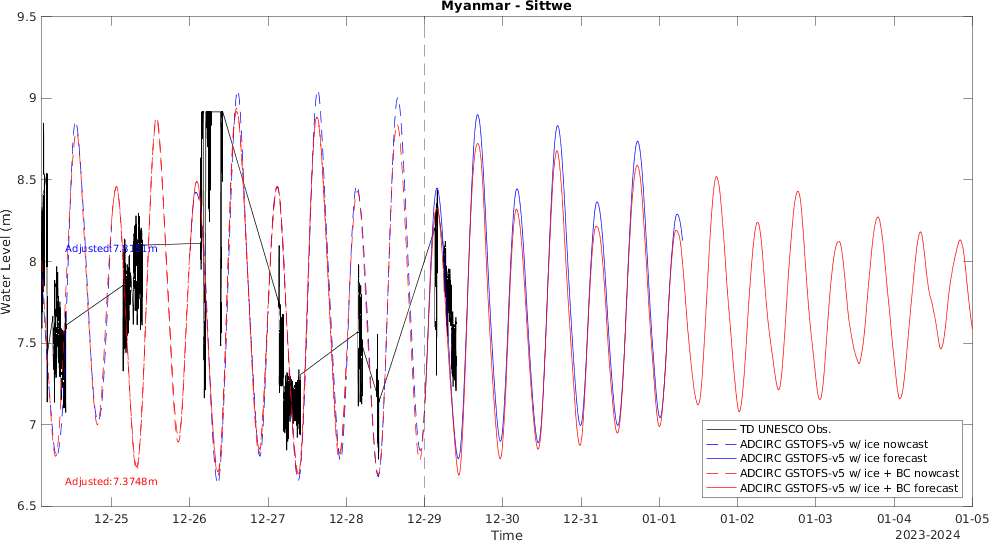 Myanmar - Sittwe
9.5
9
8.5
8
7.5
7
6.5
Water Level (m)
Adjusted:7.3748m
TD UNESCO Obs.
ADCIRC GSTOFS-v5 w/ ice nowcast
ADCIRC GSTOFS-v5 w/ ice forecast
ADCIRC GSTOFS-v5 w/ ice + BC nowcast
ADCIRC GSTOFS-v5 w/ ice + BC forecast
12-25 12-26 12-27 12-28 12-29 12-30 12-31 01-01 01-02 01-03 01-04 01-05
Time
2023-2024